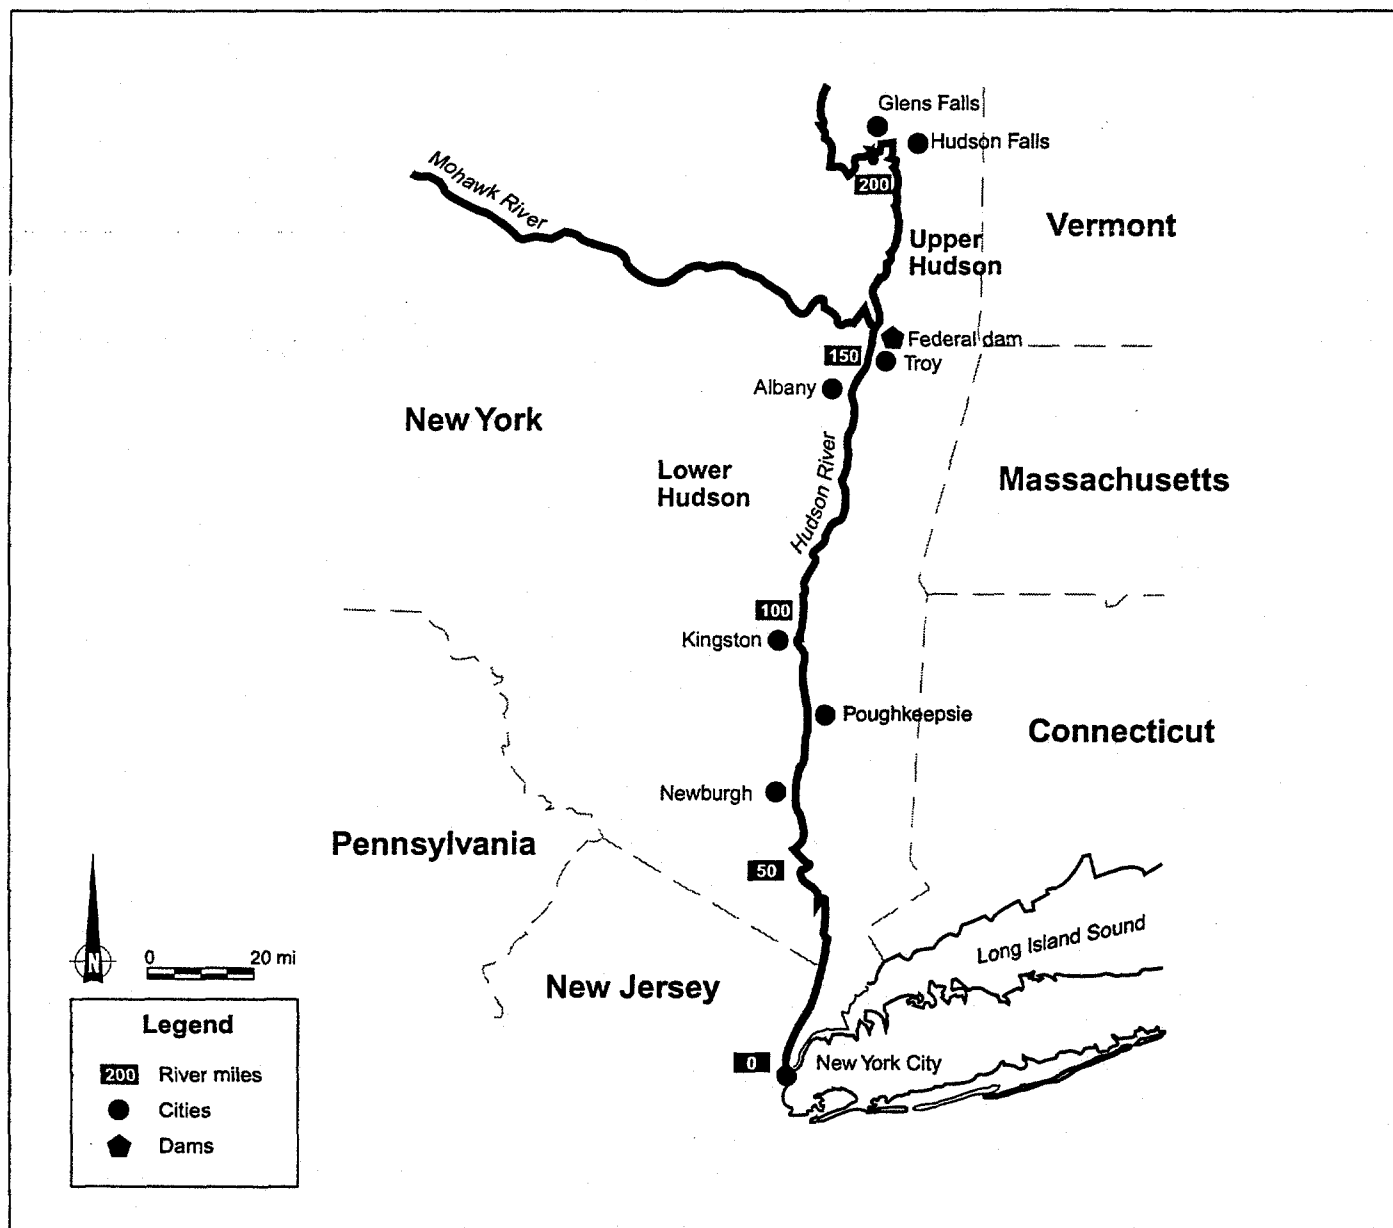 Glens Falls
Hudson Falls
Mohawk River
200
Vermont
Upper
Hudson
Federal dam
150
Troy
Albany
New York
Lower
Hudson
Hudson River
Massachusetts
100
Kingston
Poughkeepsie
Connecticut
Newburgh
Pennsylvania
50
Long Island Sound
N
0
20 mi
New Jersey
Legend
200
River miles
Cities
Dams
0
New York City